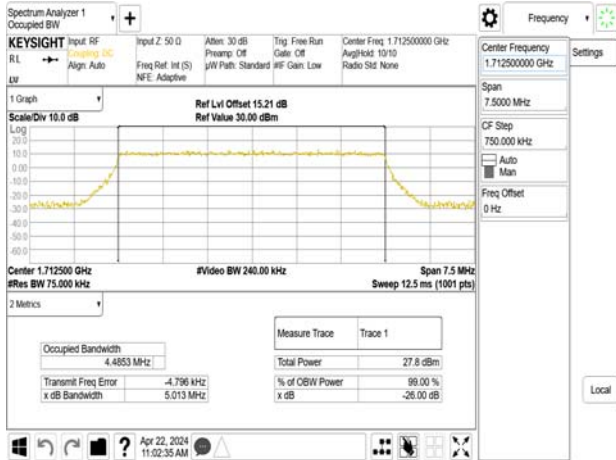 Spectrum Analyzer 1
Occupied BW
KEYSIGHT
RL
Input: RF
Coupling: DC
Align: Auto
Input Z: 50 Ω
Freq Ref: Int (S)
NFE: Adaptive
Atten: 30 dB
Preamp: Off
µW Path: Standard
Trig: Free Run
Gate: Off
#IF Gain: Low
Center Freq: 1.712500000 GHz
Avg|Hold: 10/10
Radio Std: None
1 Graph
Scale/Div 10.0 dB
Ref Lvl Offset 15.21 dB
Ref Value 30.00 dBm
Log
20.0
10.0
0.00
-10.0
-20.0
-30.0
-40.0
-50.0
-60.0
Center 1.712500 GHz
#Res BW 75.000 kHz
#Video BW 240.00 kHz
Span 7.5 MHz
Sweep 12.5 ms (1001 pts)
2 Metrics
Measure Trace Trace 1
Occupied Bandwidth
4.4853 MHz
Total Power 27.8 dBm
Transmit Freq Error -4.796 kHz
% of OBW Power 99.00 %
x dB Bandwidth 5.013 MHz
x dB -26.00 dB
Apr 22, 2024
11:02:35 AM
Frequency
Center Frequency
1.712500000 GHz
Span
7.5000 MHz
CF Step
750.000 kHz
Auto
Man
Freq Offset
0 Hz
Settings
Local